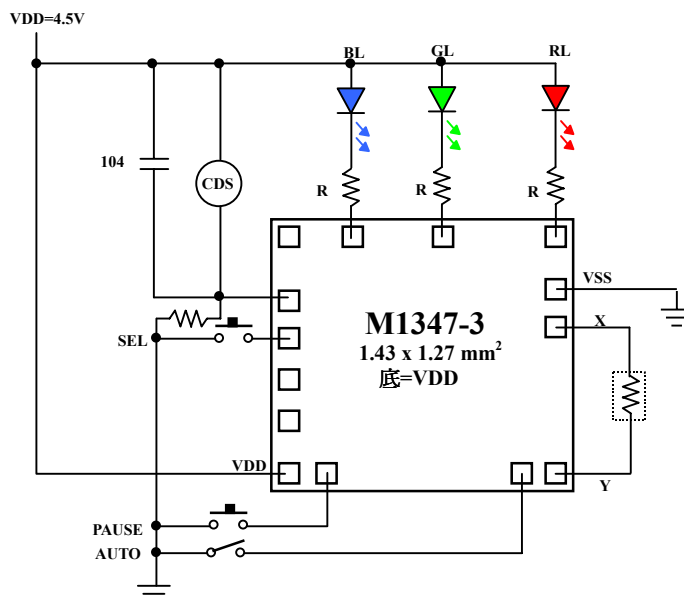 VDD=4.5V
BL
GL
RL
104
CDS
R
R
R
VSS
M1347-3
X
1.43 x 1.27 mm²
SEL
底=VDD
VDD
Y
PAUSE
AUTO